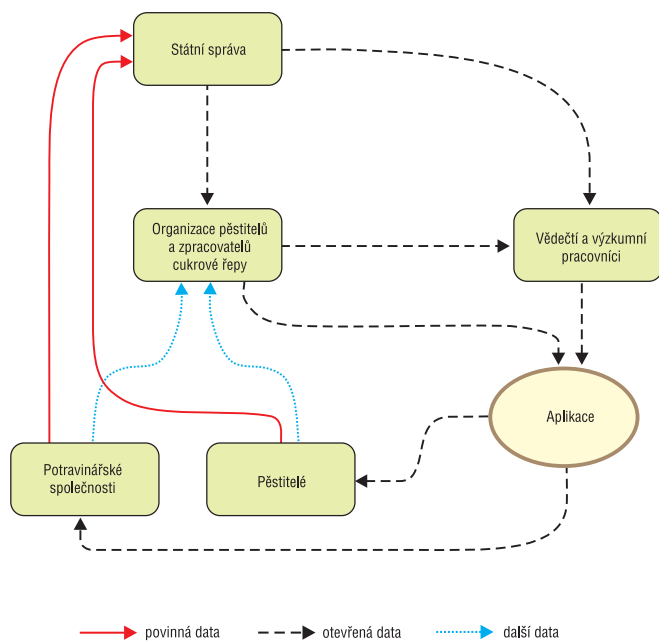 Státní správa
Organizace pěstitelů
a zpracovatelů
cukrové řepy
Vědečtí a výzkumní
pracovníci
Aplikace
Potravinářské
společnosti
Pěstitelé
povinná data
otevřená data
další data